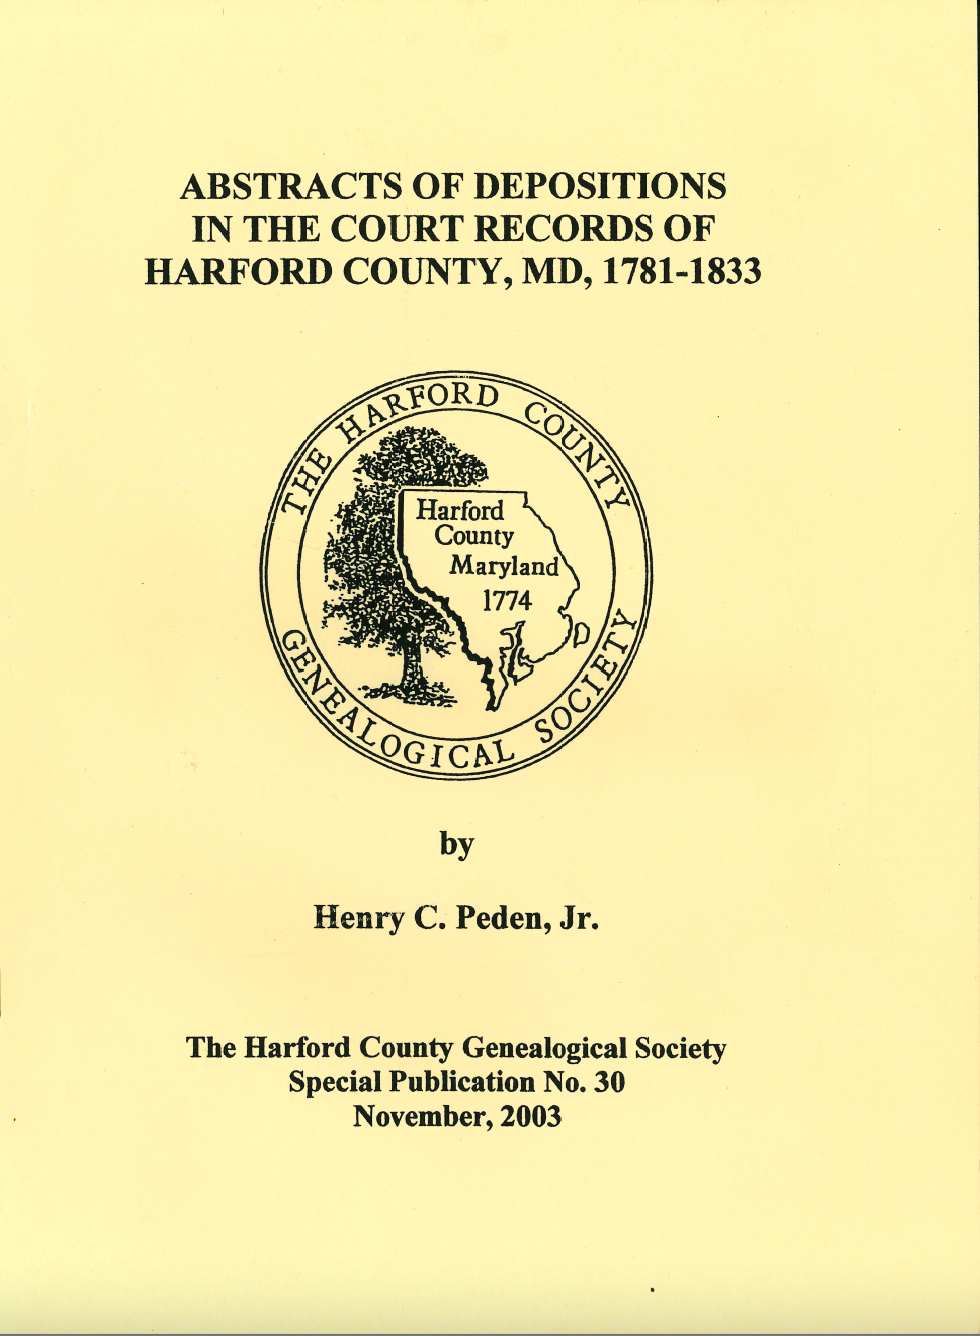 ABSTRACTS OF DEPOSITIONS
IN THE COURT RECORDS OF
HARFORD COUNTY, MD, 1781-1833
THE HARFORD COUNTY
GENEALOGICAL SOCIETY
Harford
County
Maryland
1774
by
Henry C. Peden, Jr.
The Harford County Genealogical Society
Special Publication No. 30
November, 2003